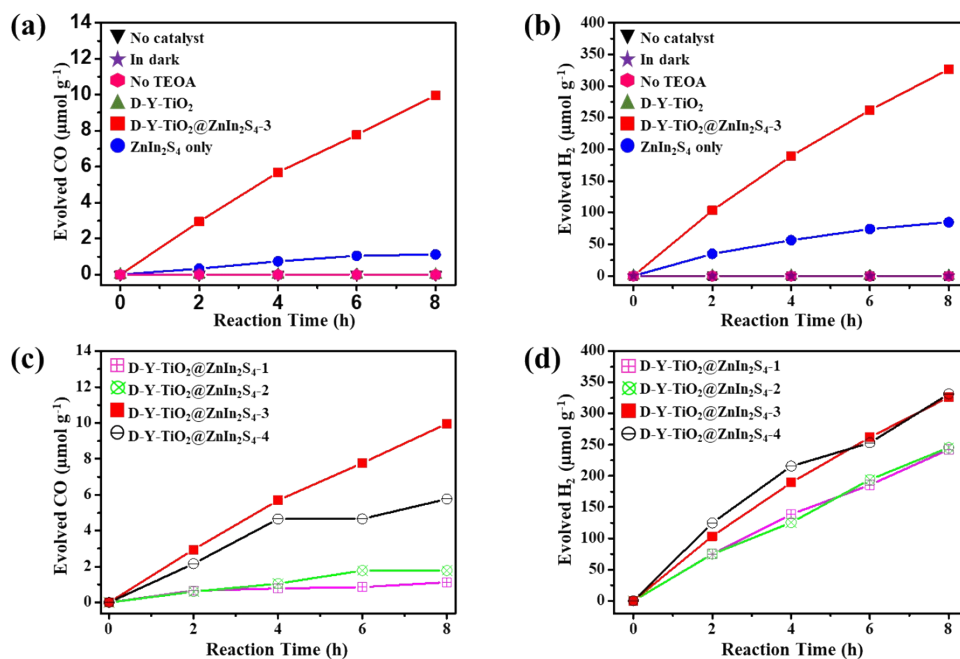 (a)
Evolved CO (μmol g⁻¹)
14
12
10
8
6
4
2
0
No catalyst
In dark
No TEOA
D-Y-TiO₂
D-Y-TiO₂@ZnIn₂S₄-3
ZnIn₂S₄ only
0 2 4 6 8
Reaction Time (h)
(b)
Evolved H₂ (μmol g⁻¹)
400
350
300
250
200
150
100
50
0
No catalyst
In dark
No TEOA
D-Y-TiO₂
D-Y-TiO₂@ZnIn₂S₄-3
ZnIn₂S₄ only
0 2 4 6 8
Reaction Time (h)
(c)
Evolved CO (μmol g⁻¹)
14
12
10
8
6
4
2
0
D-Y-TiO₂@ZnIn₂S₄-1
D-Y-TiO₂@ZnIn₂S₄-2
D-Y-TiO₂@ZnIn₂S₄-3
D-Y-TiO₂@ZnIn₂S₄-4
0 2 4 6 8
Reaction Time (h)
(d)
Evolved H₂ (μmol g⁻¹)
400
350
300
250
200
150
100
50
0
D-Y-TiO₂@ZnIn₂S₄-1
D-Y-TiO₂@ZnIn₂S₄-2
D-Y-TiO₂@ZnIn₂S₄-3
D-Y-TiO₂@ZnIn₂S₄-4
0 2 4 6 8
Reaction Time (h)